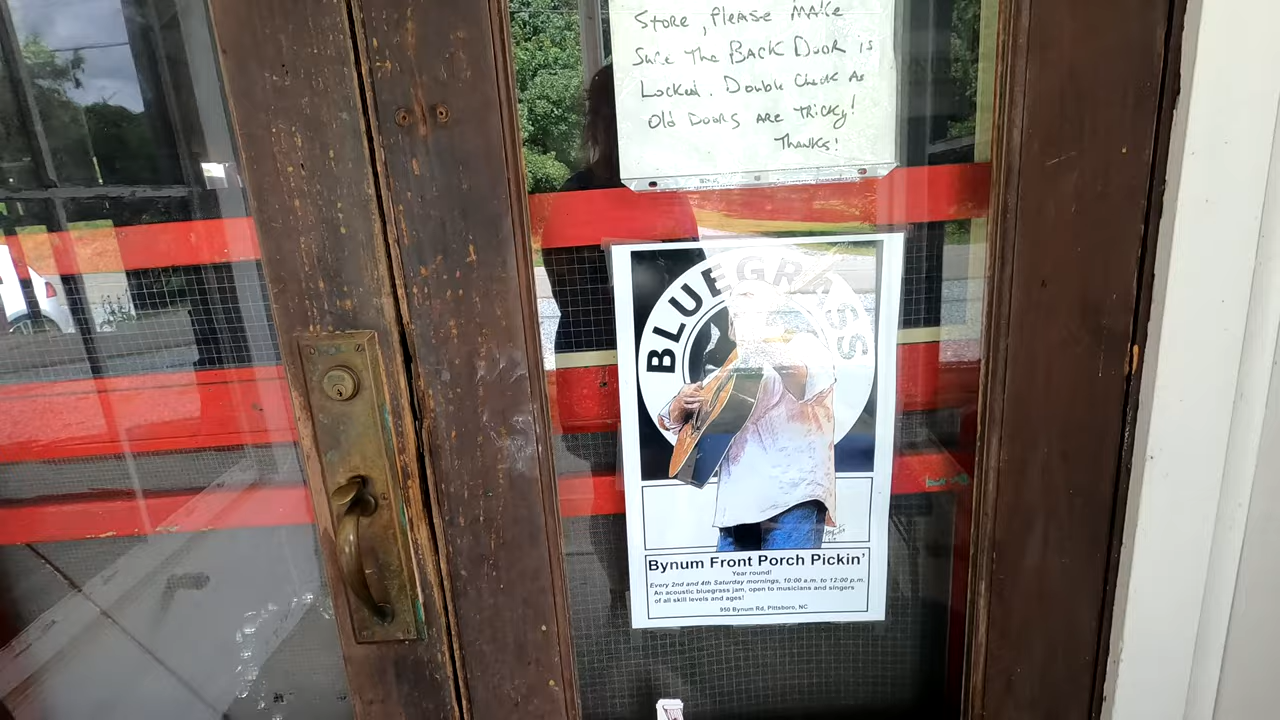 Store, Please Make
Sure The Back Door is
Locked. Double Check As
Old Doors are Tricky!
Thanks!
BLUEGRASS
Bynum Front Porch Pickin'
Year round!
Every 2nd and 4th Saturday mornings, 10:00 a.m. to 12:00 p.m.
An acoustic bluegrass jam, open to musicians and singers
of all skill levels and ages!
950 Bynum Rd, Pittsboro, NC